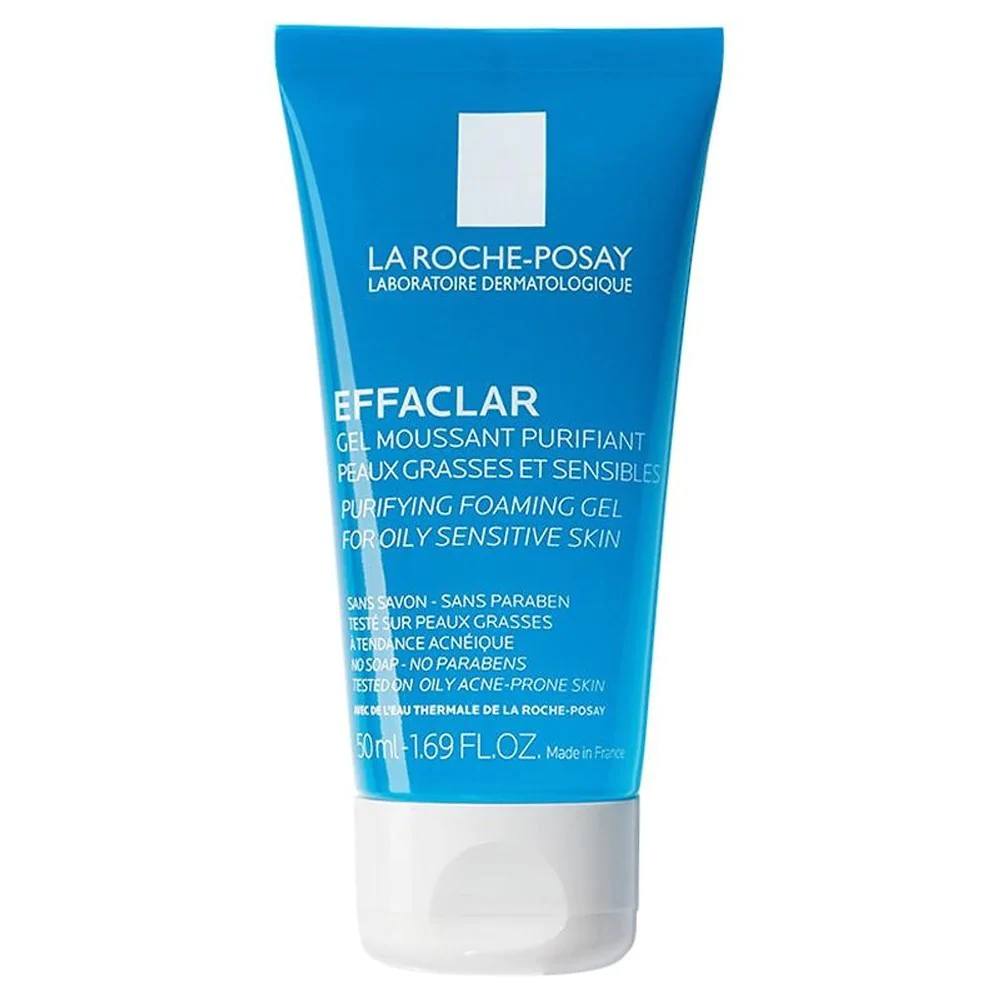 LA ROCHE-POSAY
LABORATOIRE DERMATOLOGIQUE
EFFACLAR
GEL MOUSSANT PURIFIANT
PEAUX GRASSES ET SENSIBLES
PURIFYING FOAMING GEL
FOR OILY SENSITIVE SKIN
SANS SAVON - SANS PARABEN
TESTÉ SUR PEAUX GRASSES
À TENDANCE ACNÉIQUE
NO SOAP - NO PARABENS
TESTED ON OILY ACNE-PRONE SKIN
AVEC DE L'EAU THERMALE DE LA ROCHE-POSAY
50 ml - 1.69 FL.OZ. Made in France